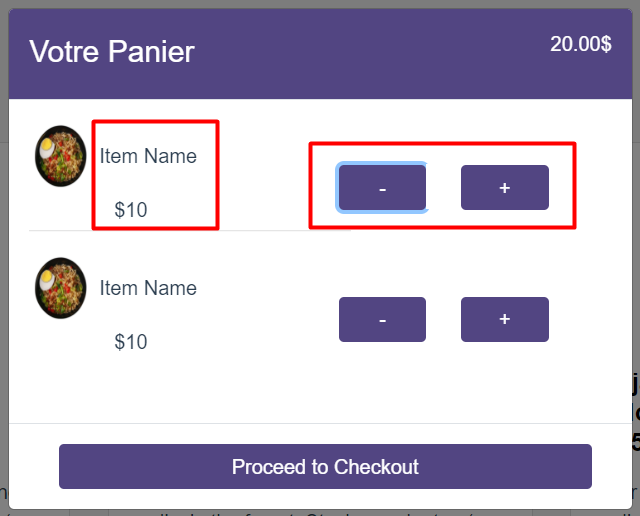 Votre Panier
20.00$
Item Name
- +
$10
Item Name
- +
$10
Proceed to Checkout